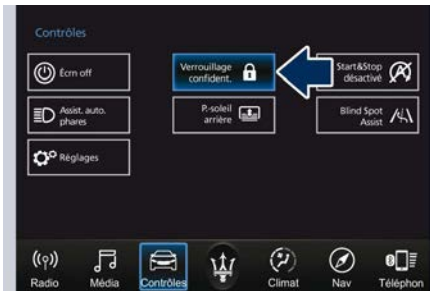 Contrôles
Écrn off
Verrouillage
confident.
Start&Stop
désactivé
Assist. auto.
phares
P.-soleil
arrière
Blind Spot
Assist
Réglages
Radio
Média
Contrôles
Climat
Nav
Téléphon